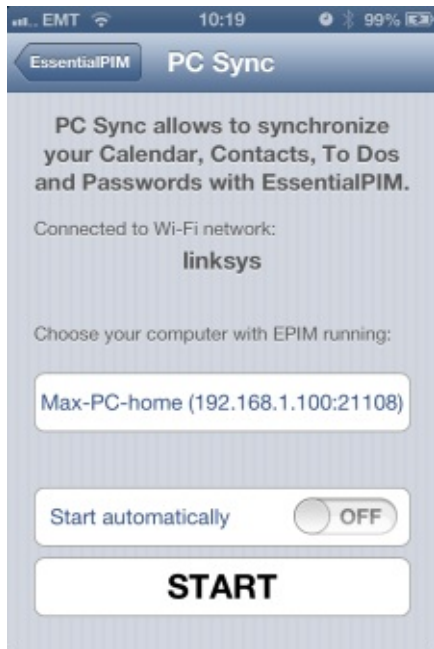 EMT 10:19 99%
EssentialPIM PC Sync
PC Sync allows to synchronize
your Calendar, Contacts, To Dos
and Passwords with EssentialPIM.
Connected to Wi-Fi network:
linksys
Choose your computer with EPIM running:
Max-PC-home (192.168.1.100:21108)
Start automatically OFF
START